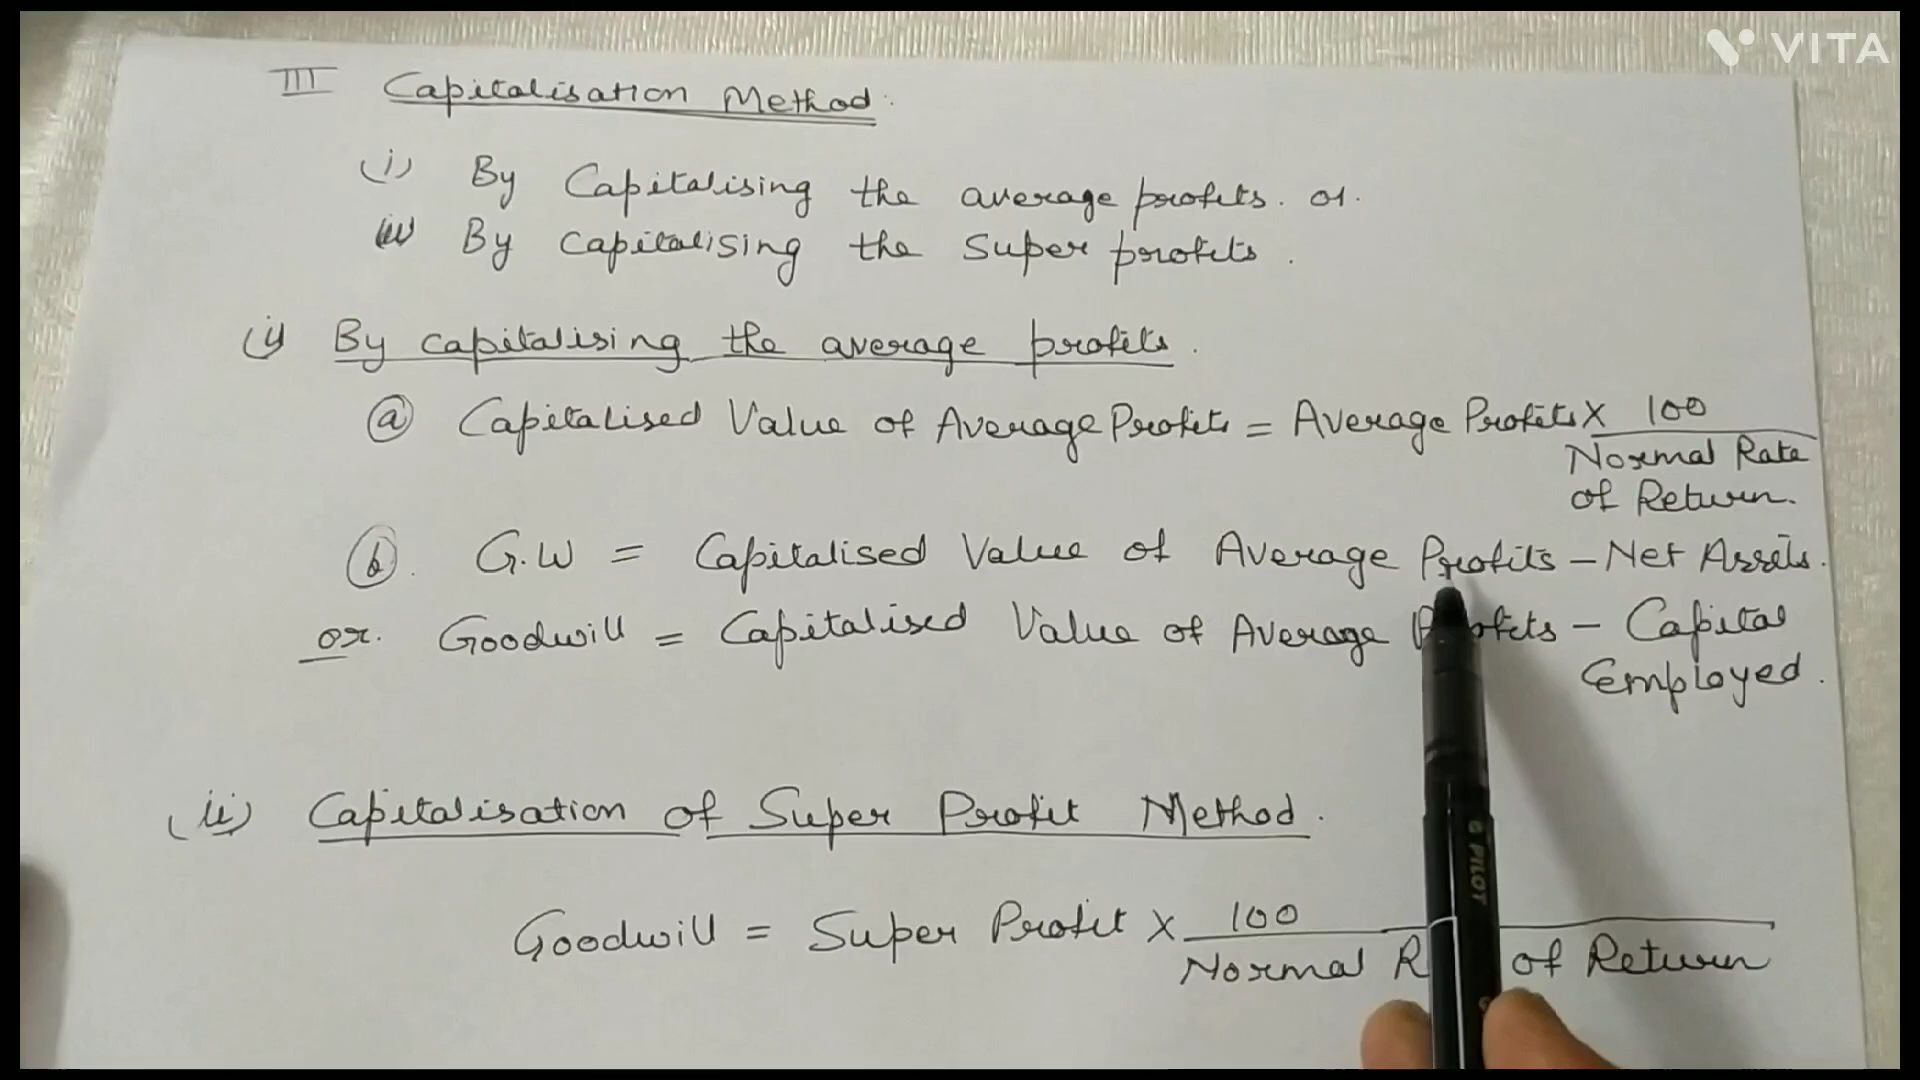 VITA
III Capitalisation Method.
(i) By Capitalising the average profits. or.
(ii) By Capitalising the Super profits.
(i) By capitalising the average profits.
(a) Capitalised Value of Average Profits = Average Profits x 100
Normal Rate
of Return.
(b). G.W = Capitalised Value of Average Profits - Net Assets.
or. Goodwill = Capitalised Value of Average Profits - Capital
Employed.
(ii) Capitalisation of Super Profit Method.
Goodwill = Super Profit x 100
Normal R of Return
PILOT